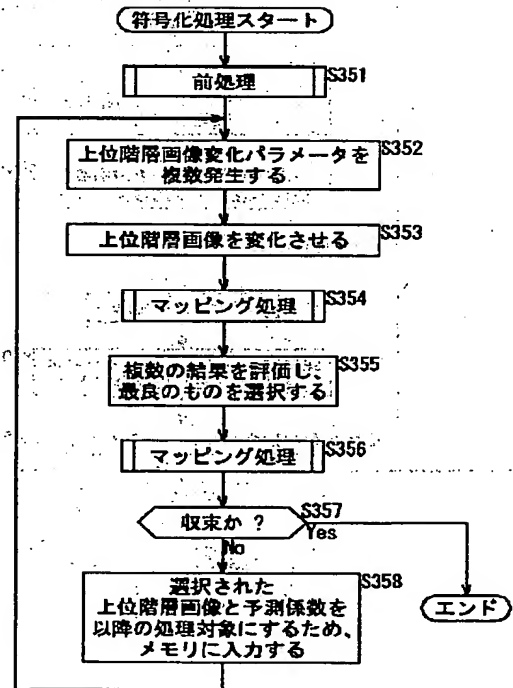 符号化処理スタート
前処理
S351
上位階層画像変化パラメータを
複数発生する
S352
上位階層画像を変化させる
S353
マッピング処理
S354
複数の結果を評価し、
最良のものを選択する
S355
マッピング処理
S356
収束か ?
S357
Yes
No
選択された
上位階層画像と予測係数を
以降の処理対象にするため、
メモリに入力する
S358
エンド